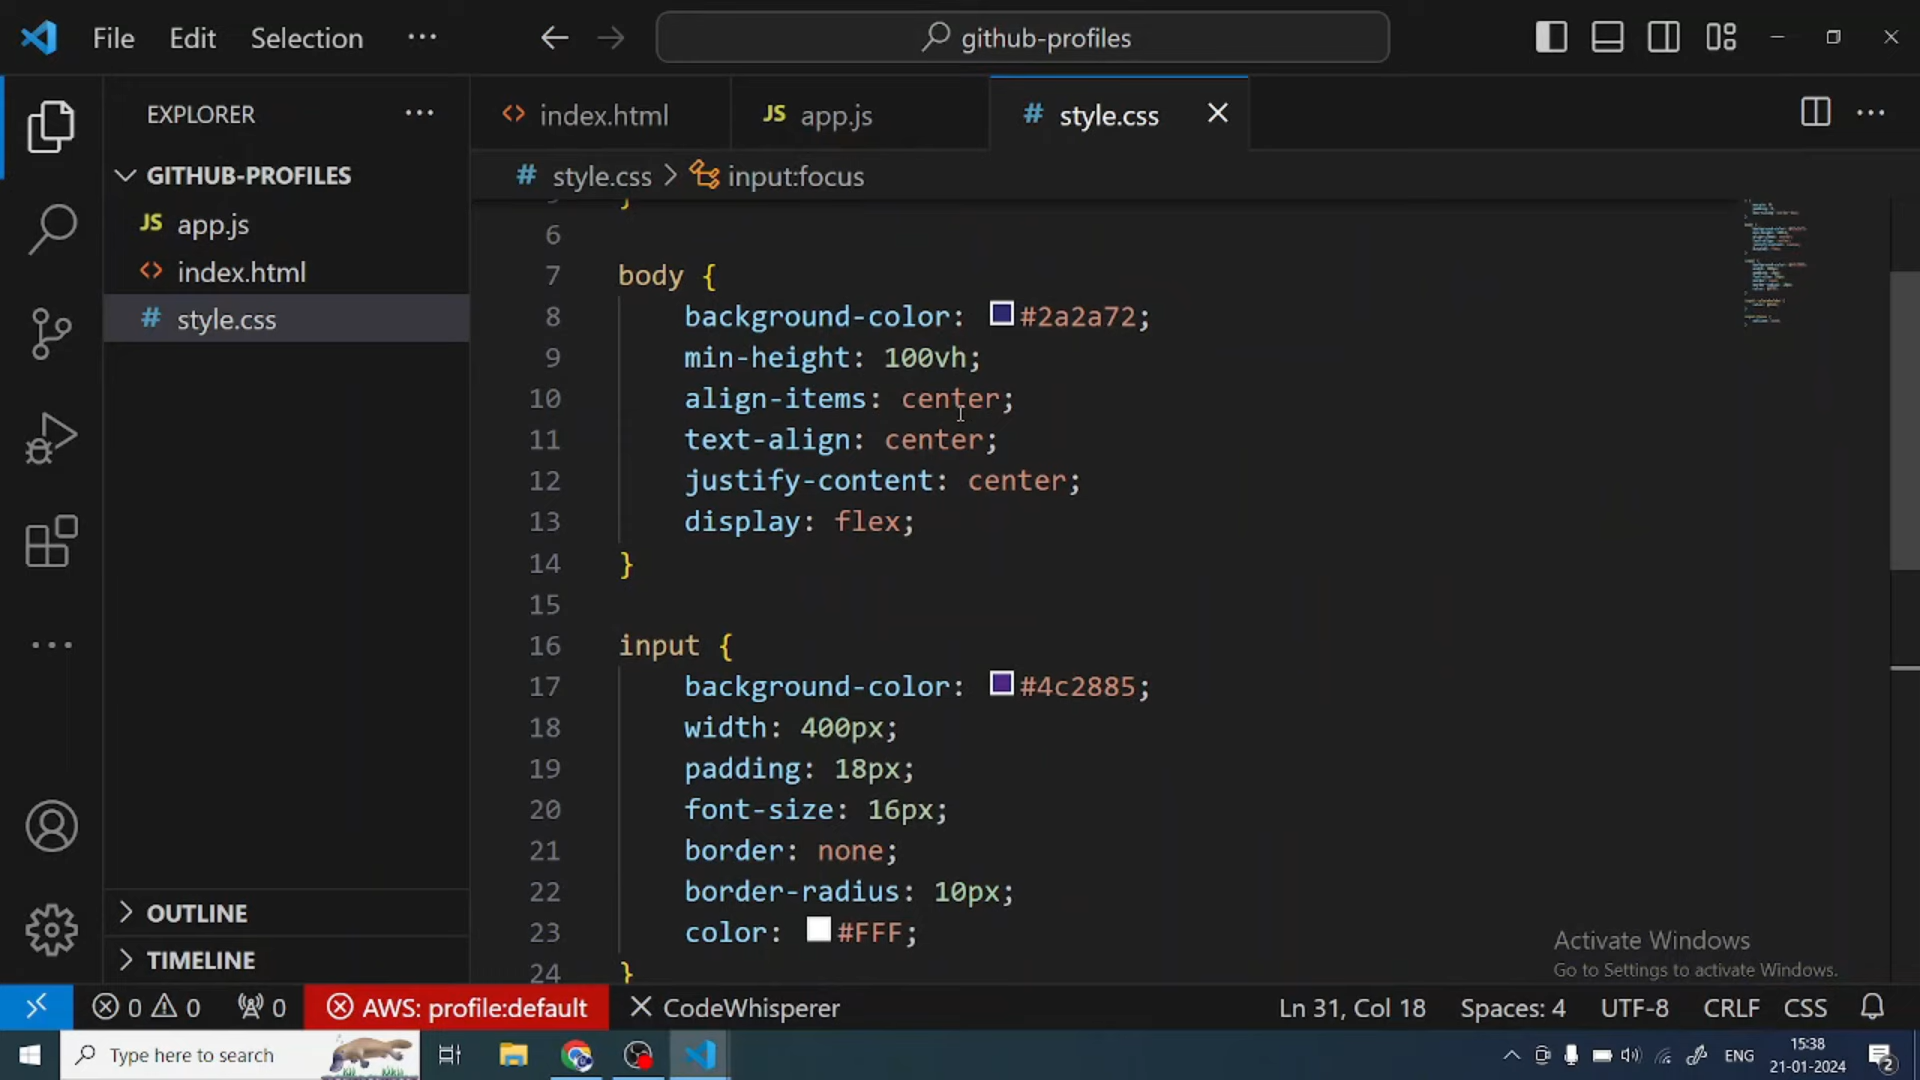 File Edit Selection ···
github-profiles
EXPLORER ···
index.html
JS app.js
# style.css
# style.css > input:focus
GITHUB-PROFILES
JS app.js
<> index.html
# style.css
6
7 body {
8 background-color: #2a2a72;
9 min-height: 100vh;
10 align-items: center;
11 text-align: center;
12 justify-content: center;
13 display: flex;
14 }
15
16 input {
17 background-color: #4c2885;
18 width: 400px;
19 padding: 18px;
20 font-size: 16px;
21 border: none;
22 border-radius: 10px;
23 color: #FFF;
24 }
OUTLINE
TIMELINE
Activate Windows
Go to Settings to activate Windows.
0 0 0 AWS: profile:default CodeWhisperer Ln 31, Col 18 Spaces: 4 UTF-8 CRLF CSS
Type here to search
ENG
15:38
21-01-2024
2